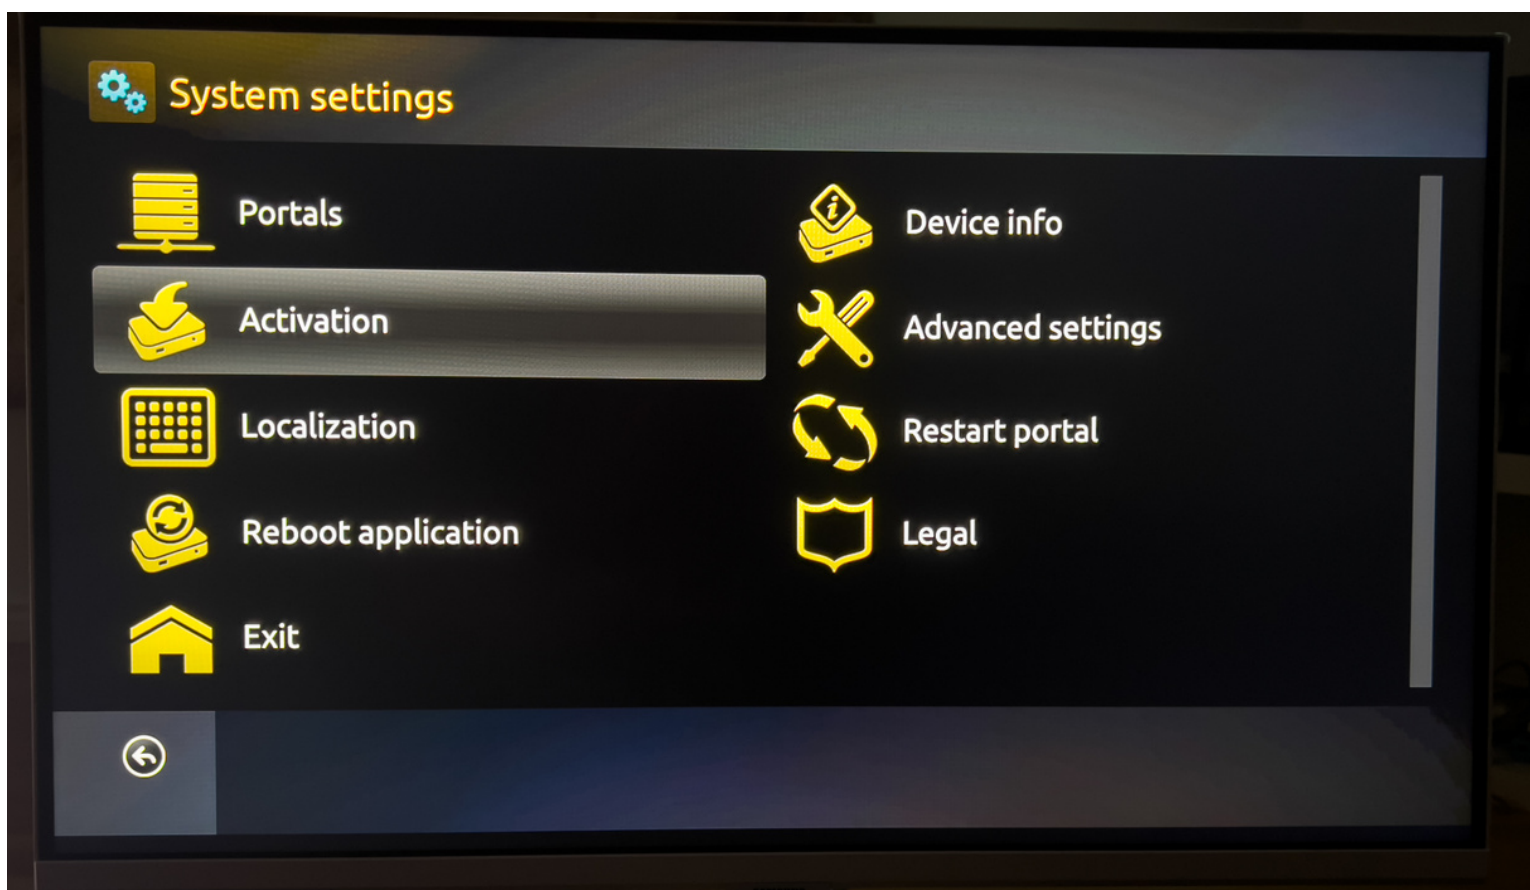 System settings
Portals
Device info
Activation
Advanced settings
Localization
Restart portal
Reboot application
Legal
Exit